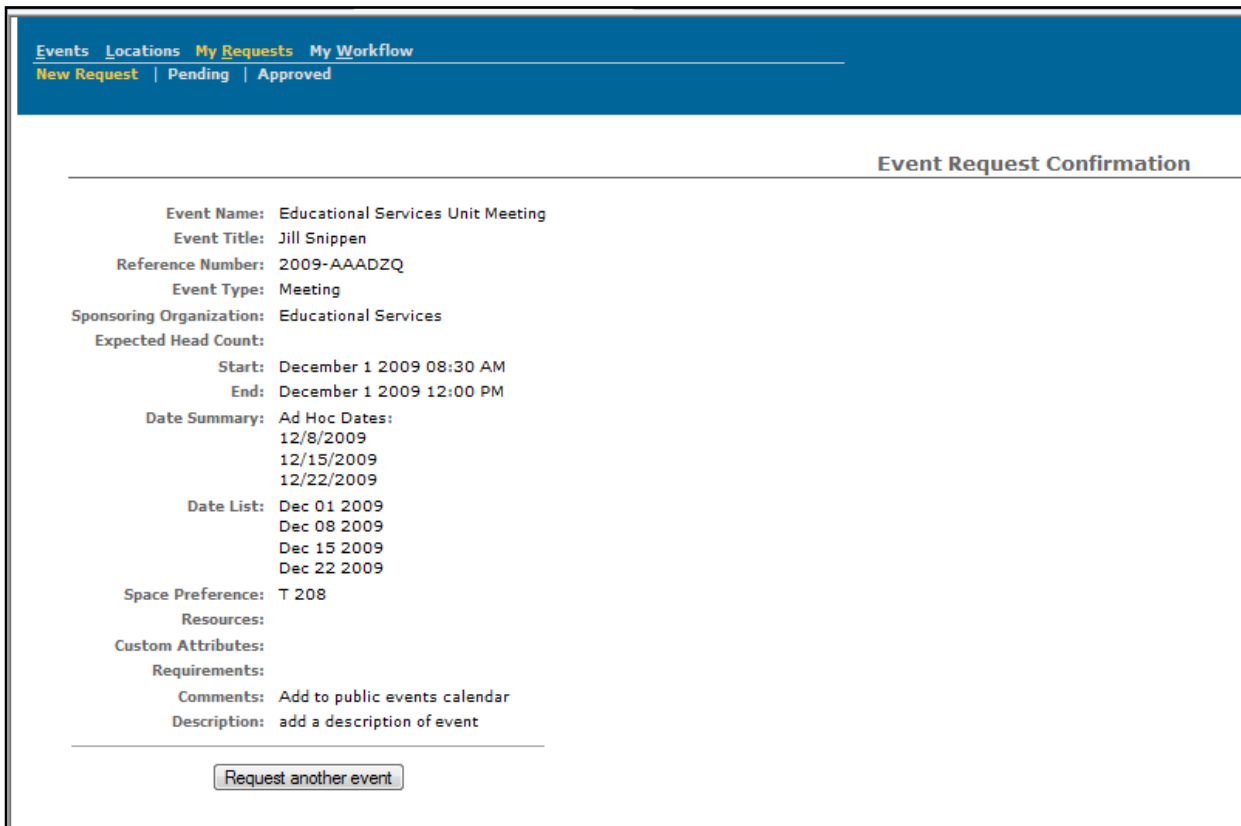 Events Locations My Requests My Workflow
New Request | Pending | Approved
Event Request Confirmation
Event Name: Educational Services Unit Meeting
Event Title: Jill Snippen
Reference Number: 2009-AAADZQ
Event Type: Meeting
Sponsoring Organization: Educational Services
Expected Head Count:
Start: December 1 2009 08:30 AM
End: December 1 2009 12:00 PM
Date Summary: Ad Hoc Dates:
12/8/2009
12/15/2009
12/22/2009
Date List: Dec 01 2009
Dec 08 2009
Dec 15 2009
Dec 22 2009
Space Preference: T 208
Resources:
Custom Attributes:
Requirements:
Comments: Add to public events calendar
Description: add a description of event
Request another event